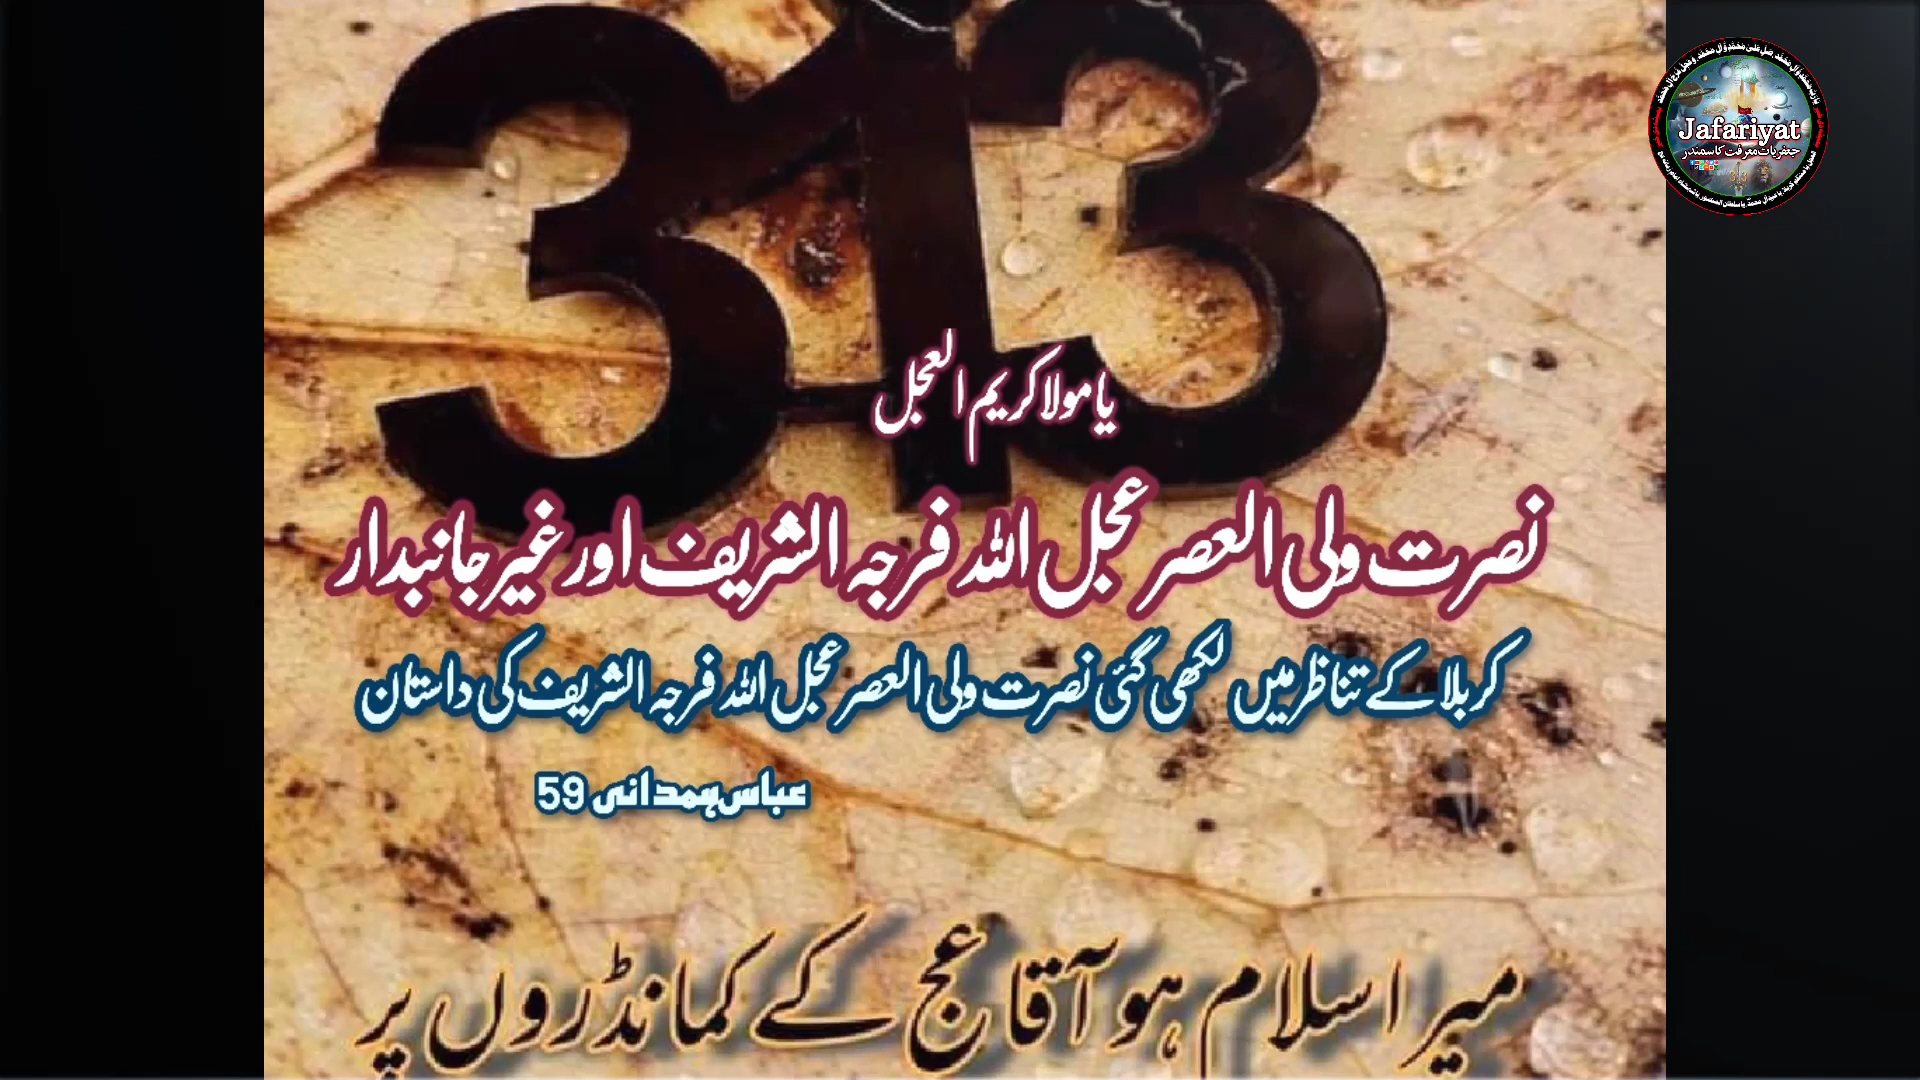 313
Jafariyat
جعفریات معرفت کا سمندر
یا مولا کریم العجل
نصرت ولی العصر عجل اللہ فرجہ الشریف اور غیر جانبدار
کربلا کے تناظر میں لکھی گئی نصرت ولی العصر عجل اللہ فرجہ الشریف کی داستان
عباس ہمدانی 59
میرا سلام ہو آقا عج کے کمانڈروں پر